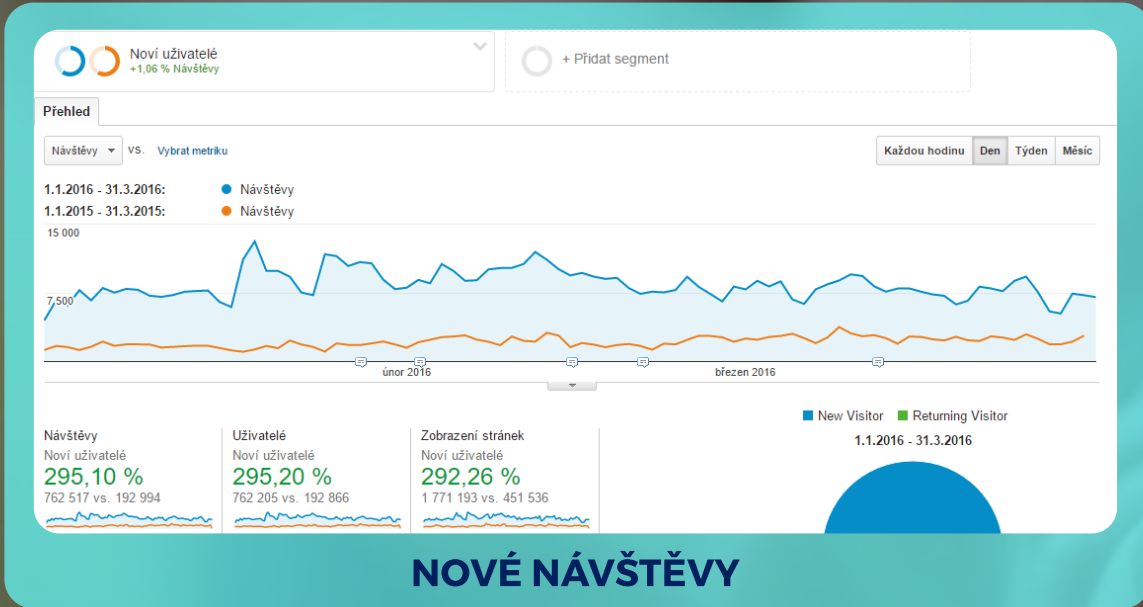 Noví uživatelé
+1,06 % Návštěvy
+ Přidat segment
Přehled
Návštěvy VS. Vybrat metriku
Každou hodinu Den Týden Měsíc
1.1.2016 - 31.3.2016: Návštěvy
1.1.2015 - 31.3.2015: Návštěvy
15 000
7 500
únor 2016 březen 2016
New Visitor Returning Visitor
1.1.2016 - 31.3.2016
Návštěvy Uživatelé Zobrazení stránek
Noví uživatelé Noví uživatelé Noví uživatelé
295,10 % 295,20 % 292,26 %
762 517 vs. 192 994 762 205 vs. 192 866 1 771 193 vs. 451 536
NOVÉ NÁVŠTĚVY